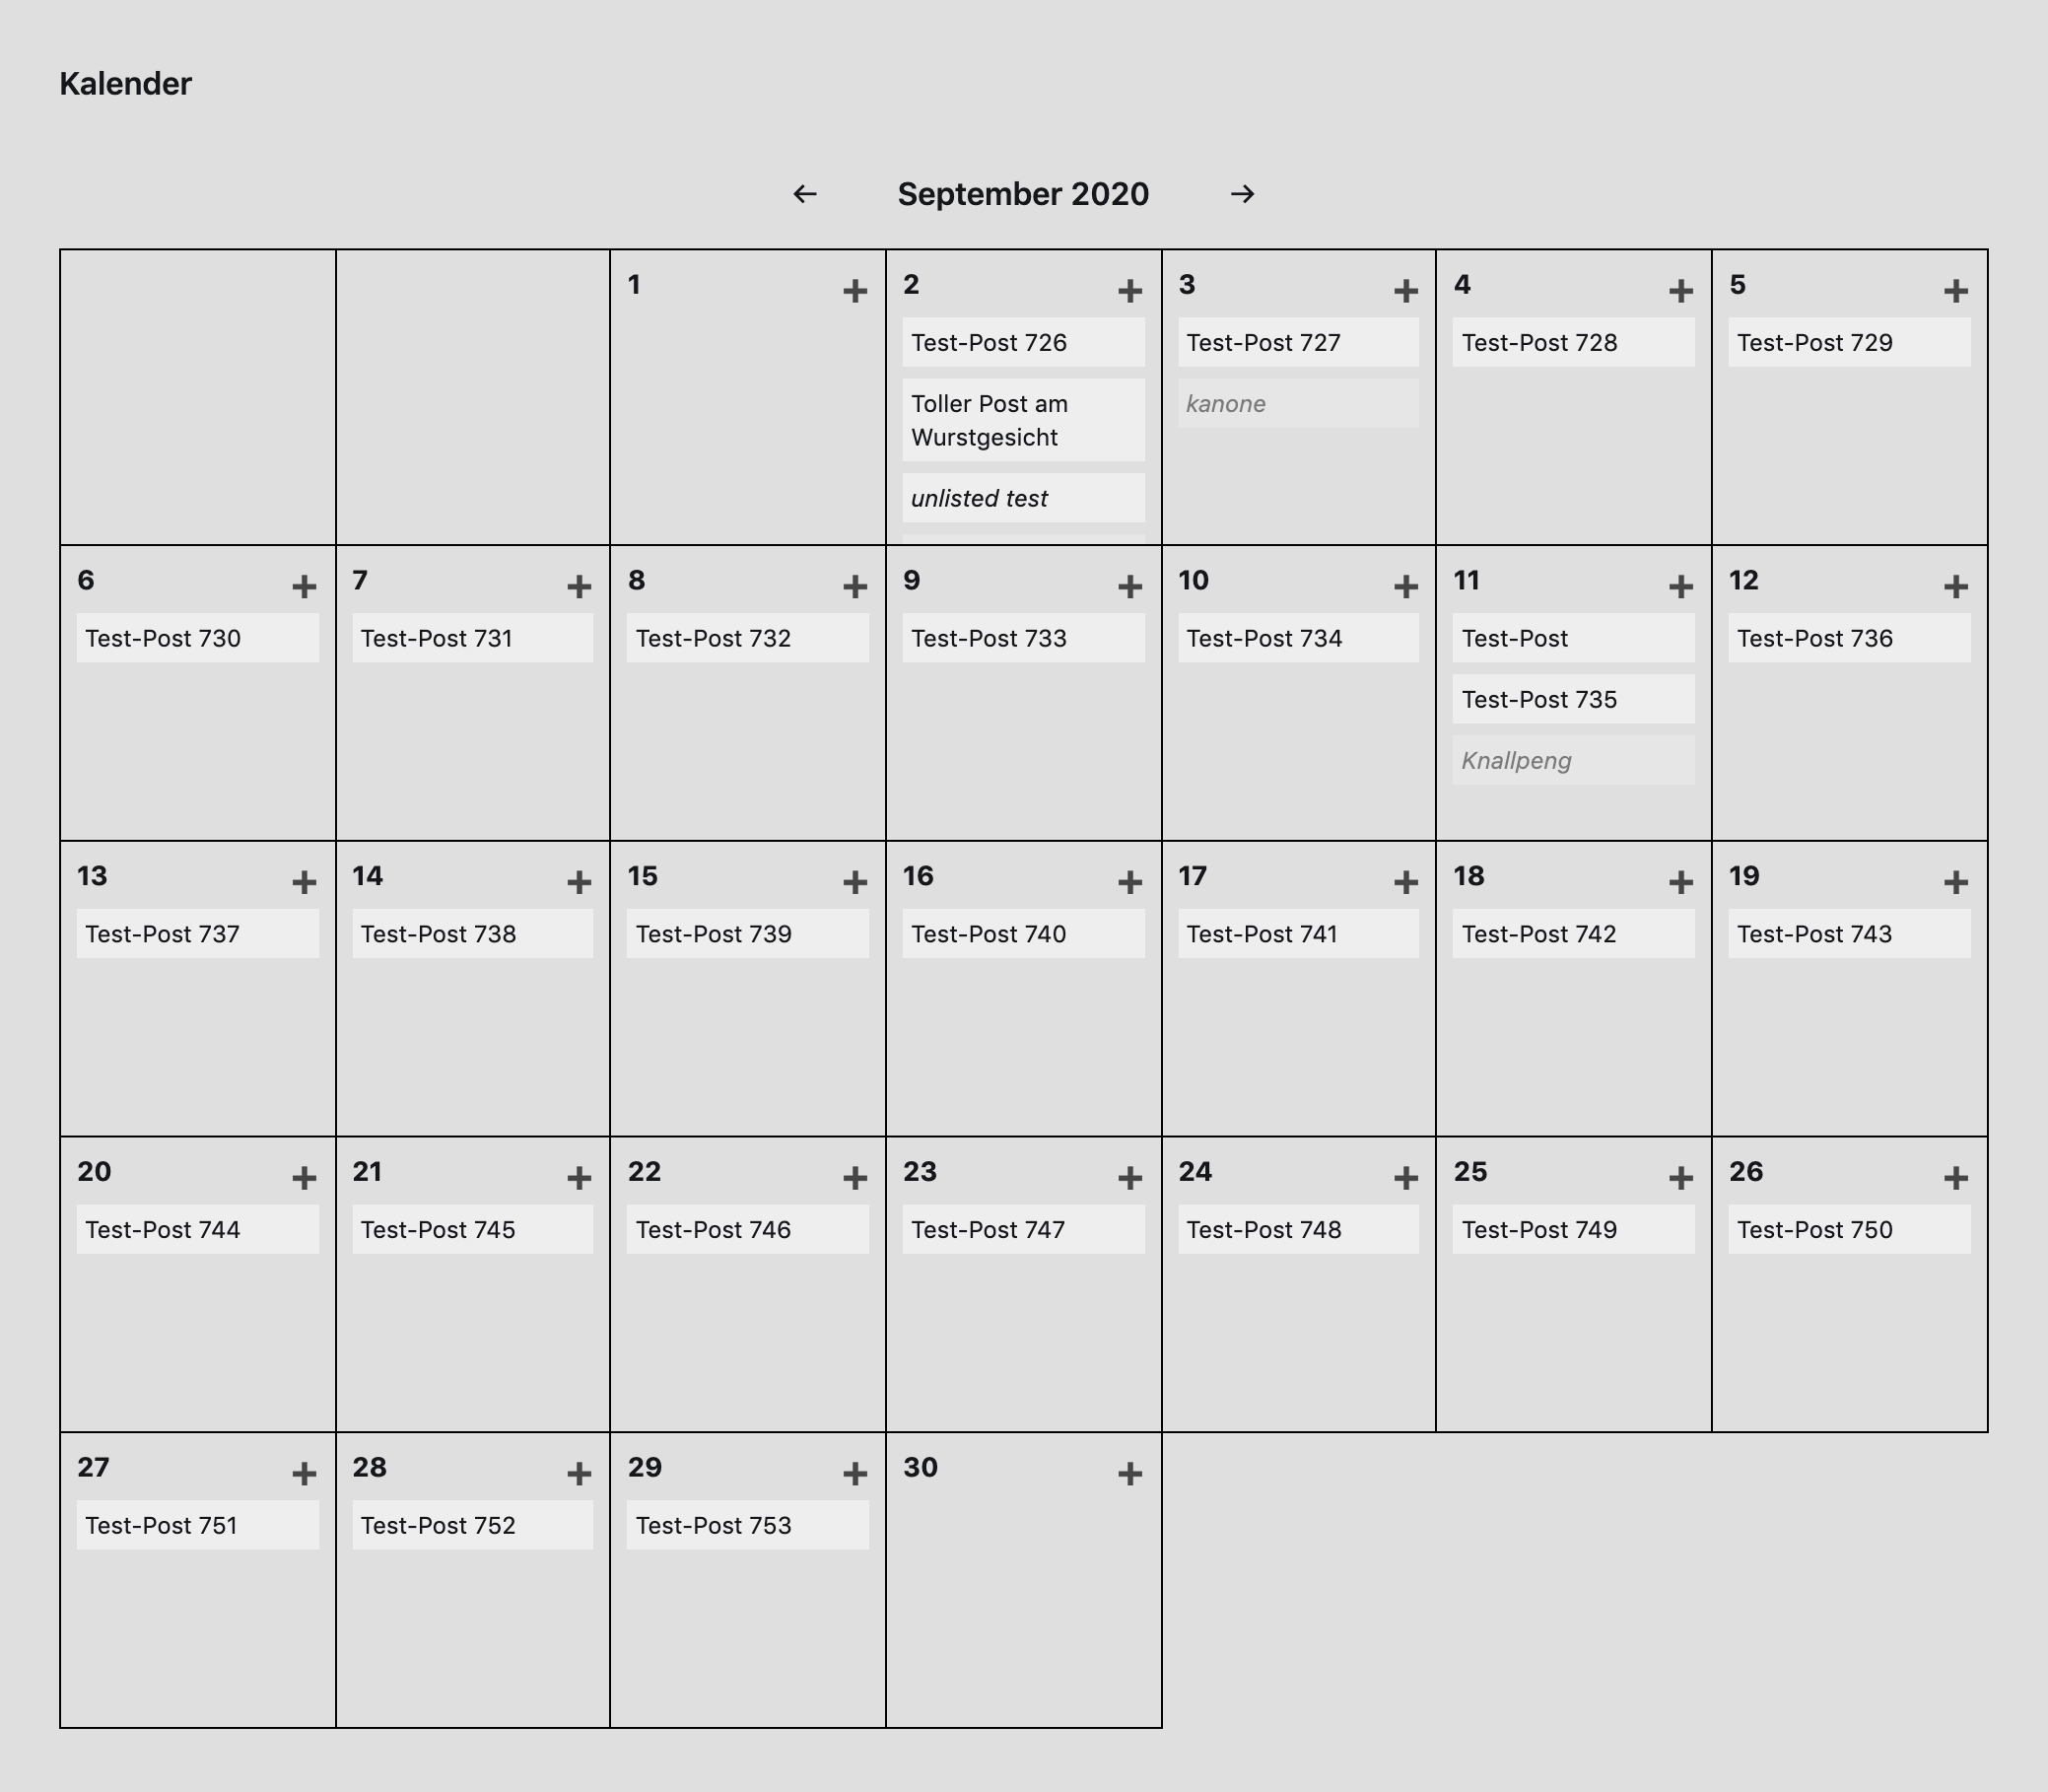 Kalender
← September 2020 →
1 +
2 +
Test-Post 726
Toller Post am
Wurstgesicht
unlisted test
3 +
Test-Post 727
kanone
4 +
Test-Post 728
5 +
Test-Post 729
6 +
Test-Post 730
7 +
Test-Post 731
8 +
Test-Post 732
9 +
Test-Post 733
10 +
Test-Post 734
11 +
Test-Post
Test-Post 735
Knallpeng
12 +
Test-Post 736
13 +
Test-Post 737
14 +
Test-Post 738
15 +
Test-Post 739
16 +
Test-Post 740
17 +
Test-Post 741
18 +
Test-Post 742
19 +
Test-Post 743
20 +
Test-Post 744
21 +
Test-Post 745
22 +
Test-Post 746
23 +
Test-Post 747
24 +
Test-Post 748
25 +
Test-Post 749
26 +
Test-Post 750
27 +
Test-Post 751
28 +
Test-Post 752
29 +
Test-Post 753
30 +